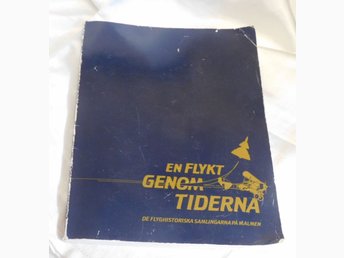 EN FLYKT
GENOM
TIDERNA
DE FLYGHISTORISKA SAMLINGARNA PÅ MALMEN